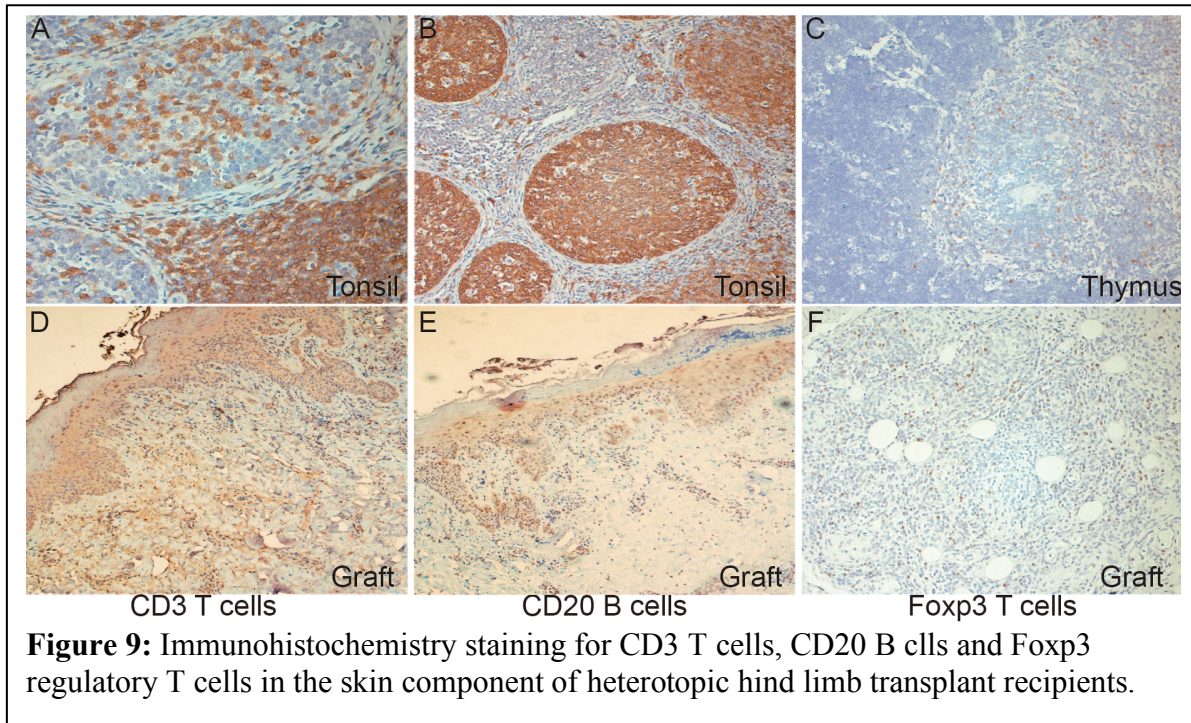 A
B
C
Tonsil
Tonsil
Thymus
D
E
F
Graft
Graft
Graft
CD3 T cells
CD20 B cells
Foxp3 T cells
Figure 9: Immunohistochemistry staining for CD3 T cells, CD20 B clls and Foxp3
regulatory T cells in the skin component of heterotopic hind limb transplant recipients.